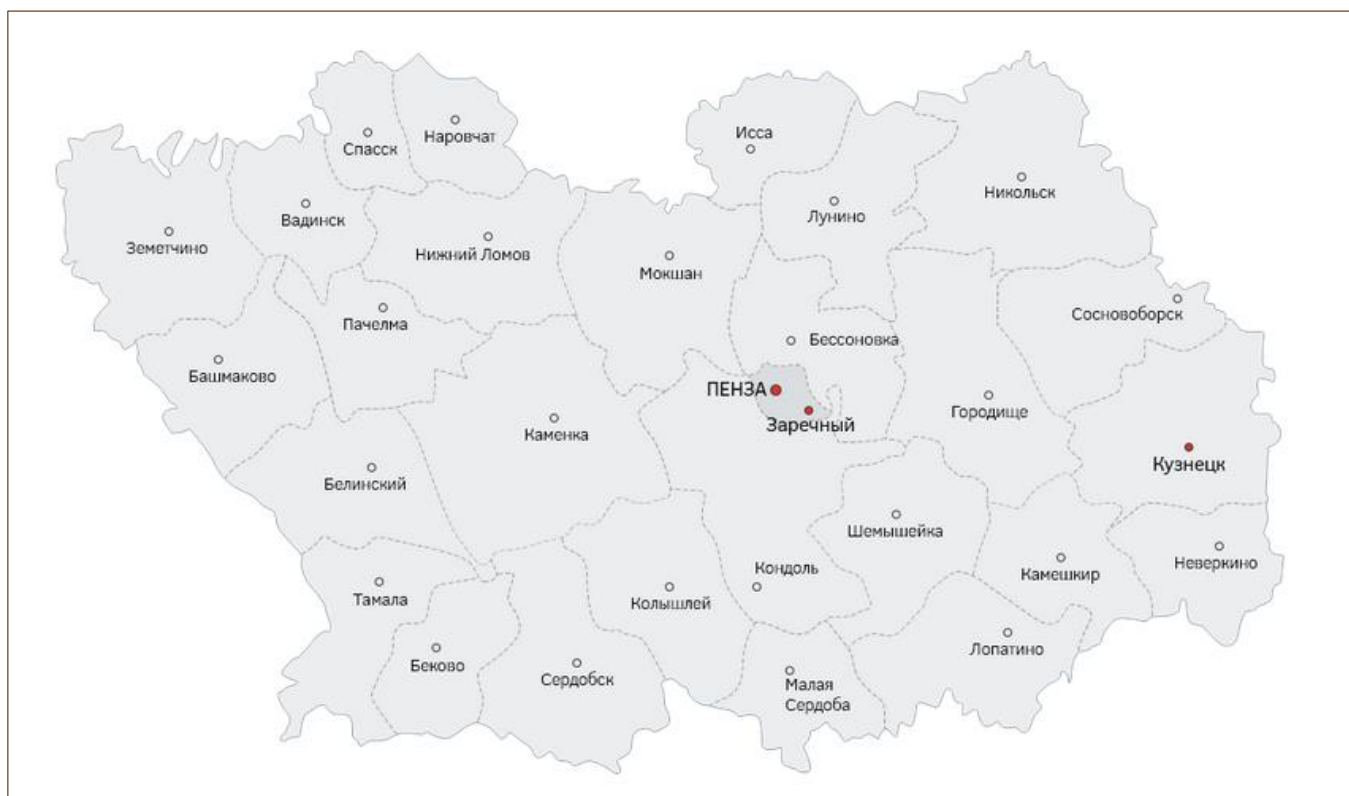 Исса
Наровчат
Спасск
Никольск
Вадинск
Лунино
Земетчино
Нижний Ломов
Мокшан
Сосновоборск
Пачелма
Бессоновка
Башмаково
ПЕНЗА
Городище
Заречный
Каменка
Кузнецк
Белинский
Шемышейка
Неверкино
Кондоль
Камешкир
Тамала
Колышлей
Лопатино
Беково
Сердобск
Малая
Сердоба